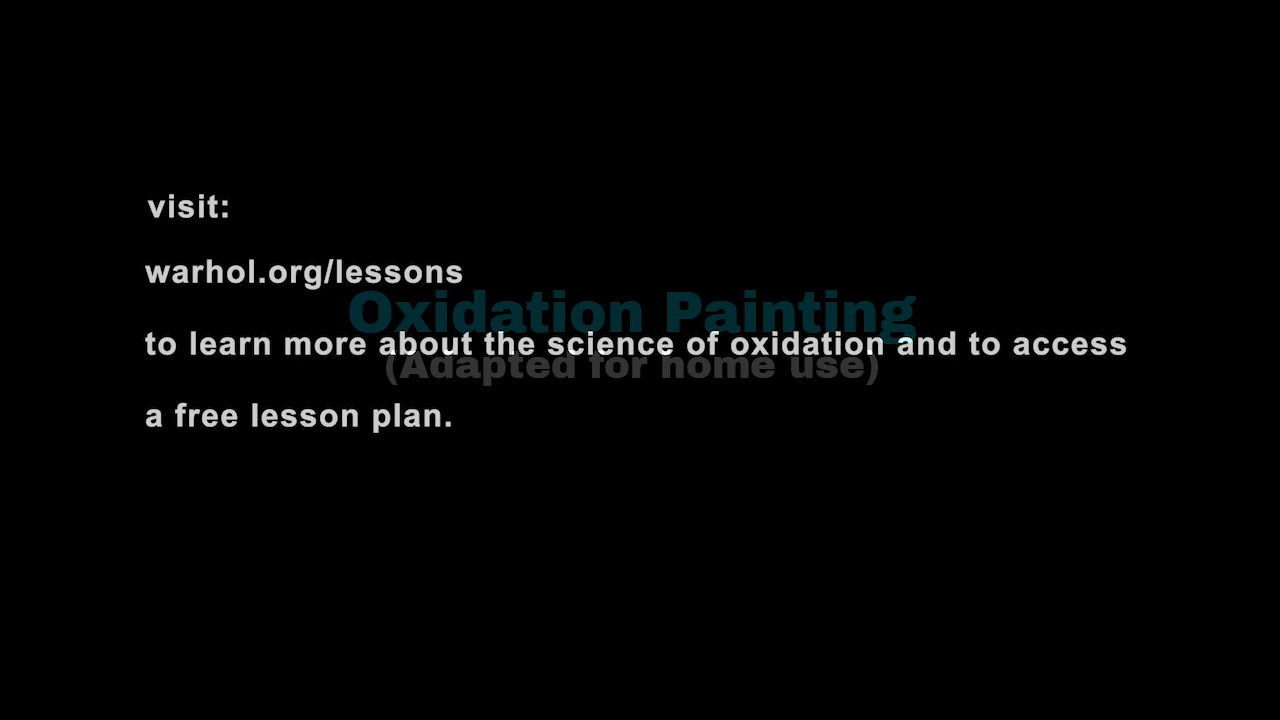 visit:
warhol.org/lessons
Oxidation Painting
to learn more about the science of oxidation and to access
(Adapted for home use)
a free lesson plan.